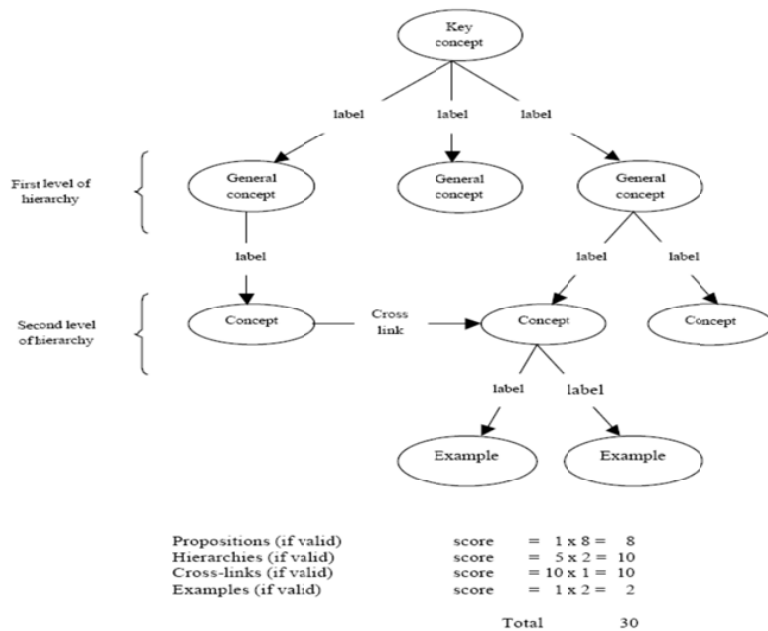 Key
concept
label
label
label
First level of
hierarchy
General
concept
General
concept
General
concept
label
label
label
Second level
of hierarchy
Concept
Cross
link
Concept
Concept
label
label
Example
Example
Propositions (if valid) score = 1 x 8 = 8
Hierarchies (if valid) score = 5 x 2 = 10
Cross-links (if valid) score = 10 x 1 = 10
Examples (if valid) score = 1 x 2 = 2
Total 30